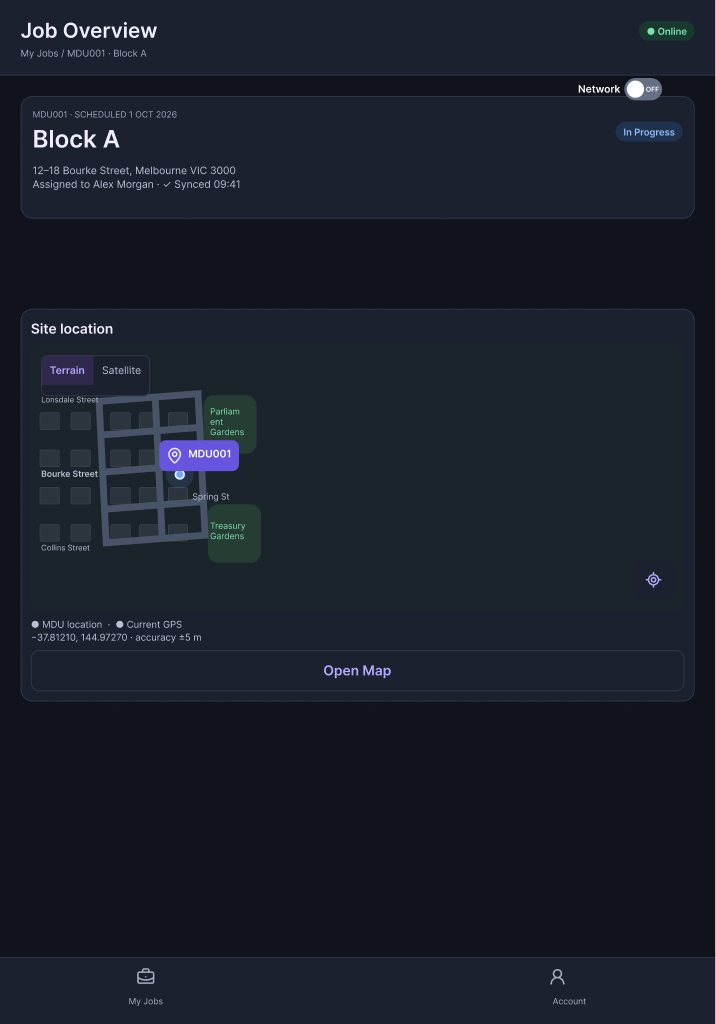 Job Overview
Online
My Jobs / MDU001 · Block A
Network
OFF
MDU001 · SCHEDULED 1 OCT 2026
Block A
In Progress
12–18 Bourke Street, Melbourne VIC 3000
Assigned to Alex Morgan · ✓ Synced 09:41
Site location
Terrain
Satellite
Lonsdale Street
Parliam
ent
Gardens
MDU001
Bourke Street
Spring St
Treasury
Gardens
Collins Street
MDU location · Current GPS
−37.81210, 144.97270 · accuracy ±5 m
Open Map
My Jobs
Account